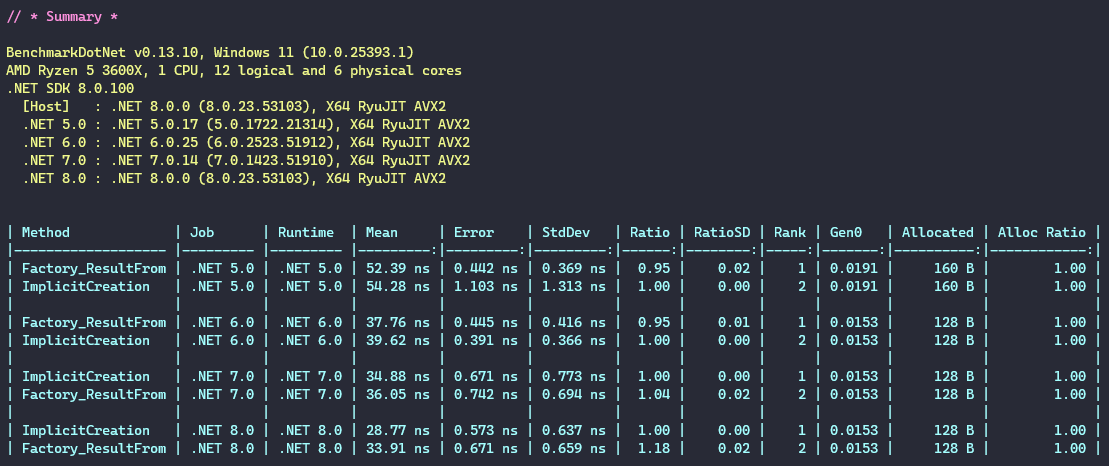 // * Summary *
BenchmarkDotNet v0.13.10, Windows 11 (10.0.25393.1)
AMD Ryzen 5 3600X, 1 CPU, 12 logical and 6 physical cores
.NET SDK 8.0.100
  [Host]   : .NET 8.0.0 (8.0.23.53103), X64 RyuJIT AVX2
  .NET 5.0 : .NET 5.0.17 (5.0.1722.21314), X64 RyuJIT AVX2
  .NET 6.0 : .NET 6.0.25 (6.0.2523.51912), X64 RyuJIT AVX2
  .NET 7.0 : .NET 7.0.14 (7.0.1423.51910), X64 RyuJIT AVX2
  .NET 8.0 : .NET 8.0.0 (8.0.23.53103), X64 RyuJIT AVX2
| Method             | Job      | Runtime  | Mean     | Error    | StdDev   | Ratio | RatioSD | Rank | Gen0   | Allocated | Alloc Ratio |
|------------------- |--------- |--------- |---------:|---------:|---------:|------:|--------:|-----:|-------:|----------:|------------:|
| Factory_ResultFrom | .NET 5.0 | .NET 5.0 | 52.39 ns | 0.442 ns | 0.369 ns |  0.95 |    0.02 |    1 | 0.0191 |     160 B |        1.00 |
| ImplicitCreation   | .NET 5.0 | .NET 5.0 | 54.28 ns | 1.103 ns | 1.313 ns |  1.00 |    0.00 |    2 | 0.0191 |     160 B |        1.00 |
|                    |          |          |          |          |          |       |         |      |        |           |             |
| Factory_ResultFrom | .NET 6.0 | .NET 6.0 | 37.76 ns | 0.445 ns | 0.416 ns |  0.95 |    0.01 |    1 | 0.0153 |     128 B |        1.00 |
| ImplicitCreation   | .NET 6.0 | .NET 6.0 | 39.62 ns | 0.391 ns | 0.366 ns |  1.00 |    0.00 |    2 | 0.0153 |     128 B |        1.00 |
|                    |          |          |          |          |          |       |         |      |        |           |             |
| ImplicitCreation   | .NET 7.0 | .NET 7.0 | 34.88 ns | 0.671 ns | 0.773 ns |  1.00 |    0.00 |    1 | 0.0153 |     128 B |        1.00 |
| Factory_ResultFrom | .NET 7.0 | .NET 7.0 | 36.05 ns | 0.742 ns | 0.694 ns |  1.04 |    0.02 |    2 | 0.0153 |     128 B |        1.00 |
|                    |          |          |          |          |          |       |         |      |        |           |             |
| ImplicitCreation   | .NET 8.0 | .NET 8.0 | 28.77 ns | 0.573 ns | 0.637 ns |  1.00 |    0.00 |    1 | 0.0153 |     128 B |        1.00 |
| Factory_ResultFrom | .NET 8.0 | .NET 8.0 | 33.91 ns | 0.671 ns | 0.659 ns |  1.18 |    0.02 |    2 | 0.0153 |     128 B |        1.00 |